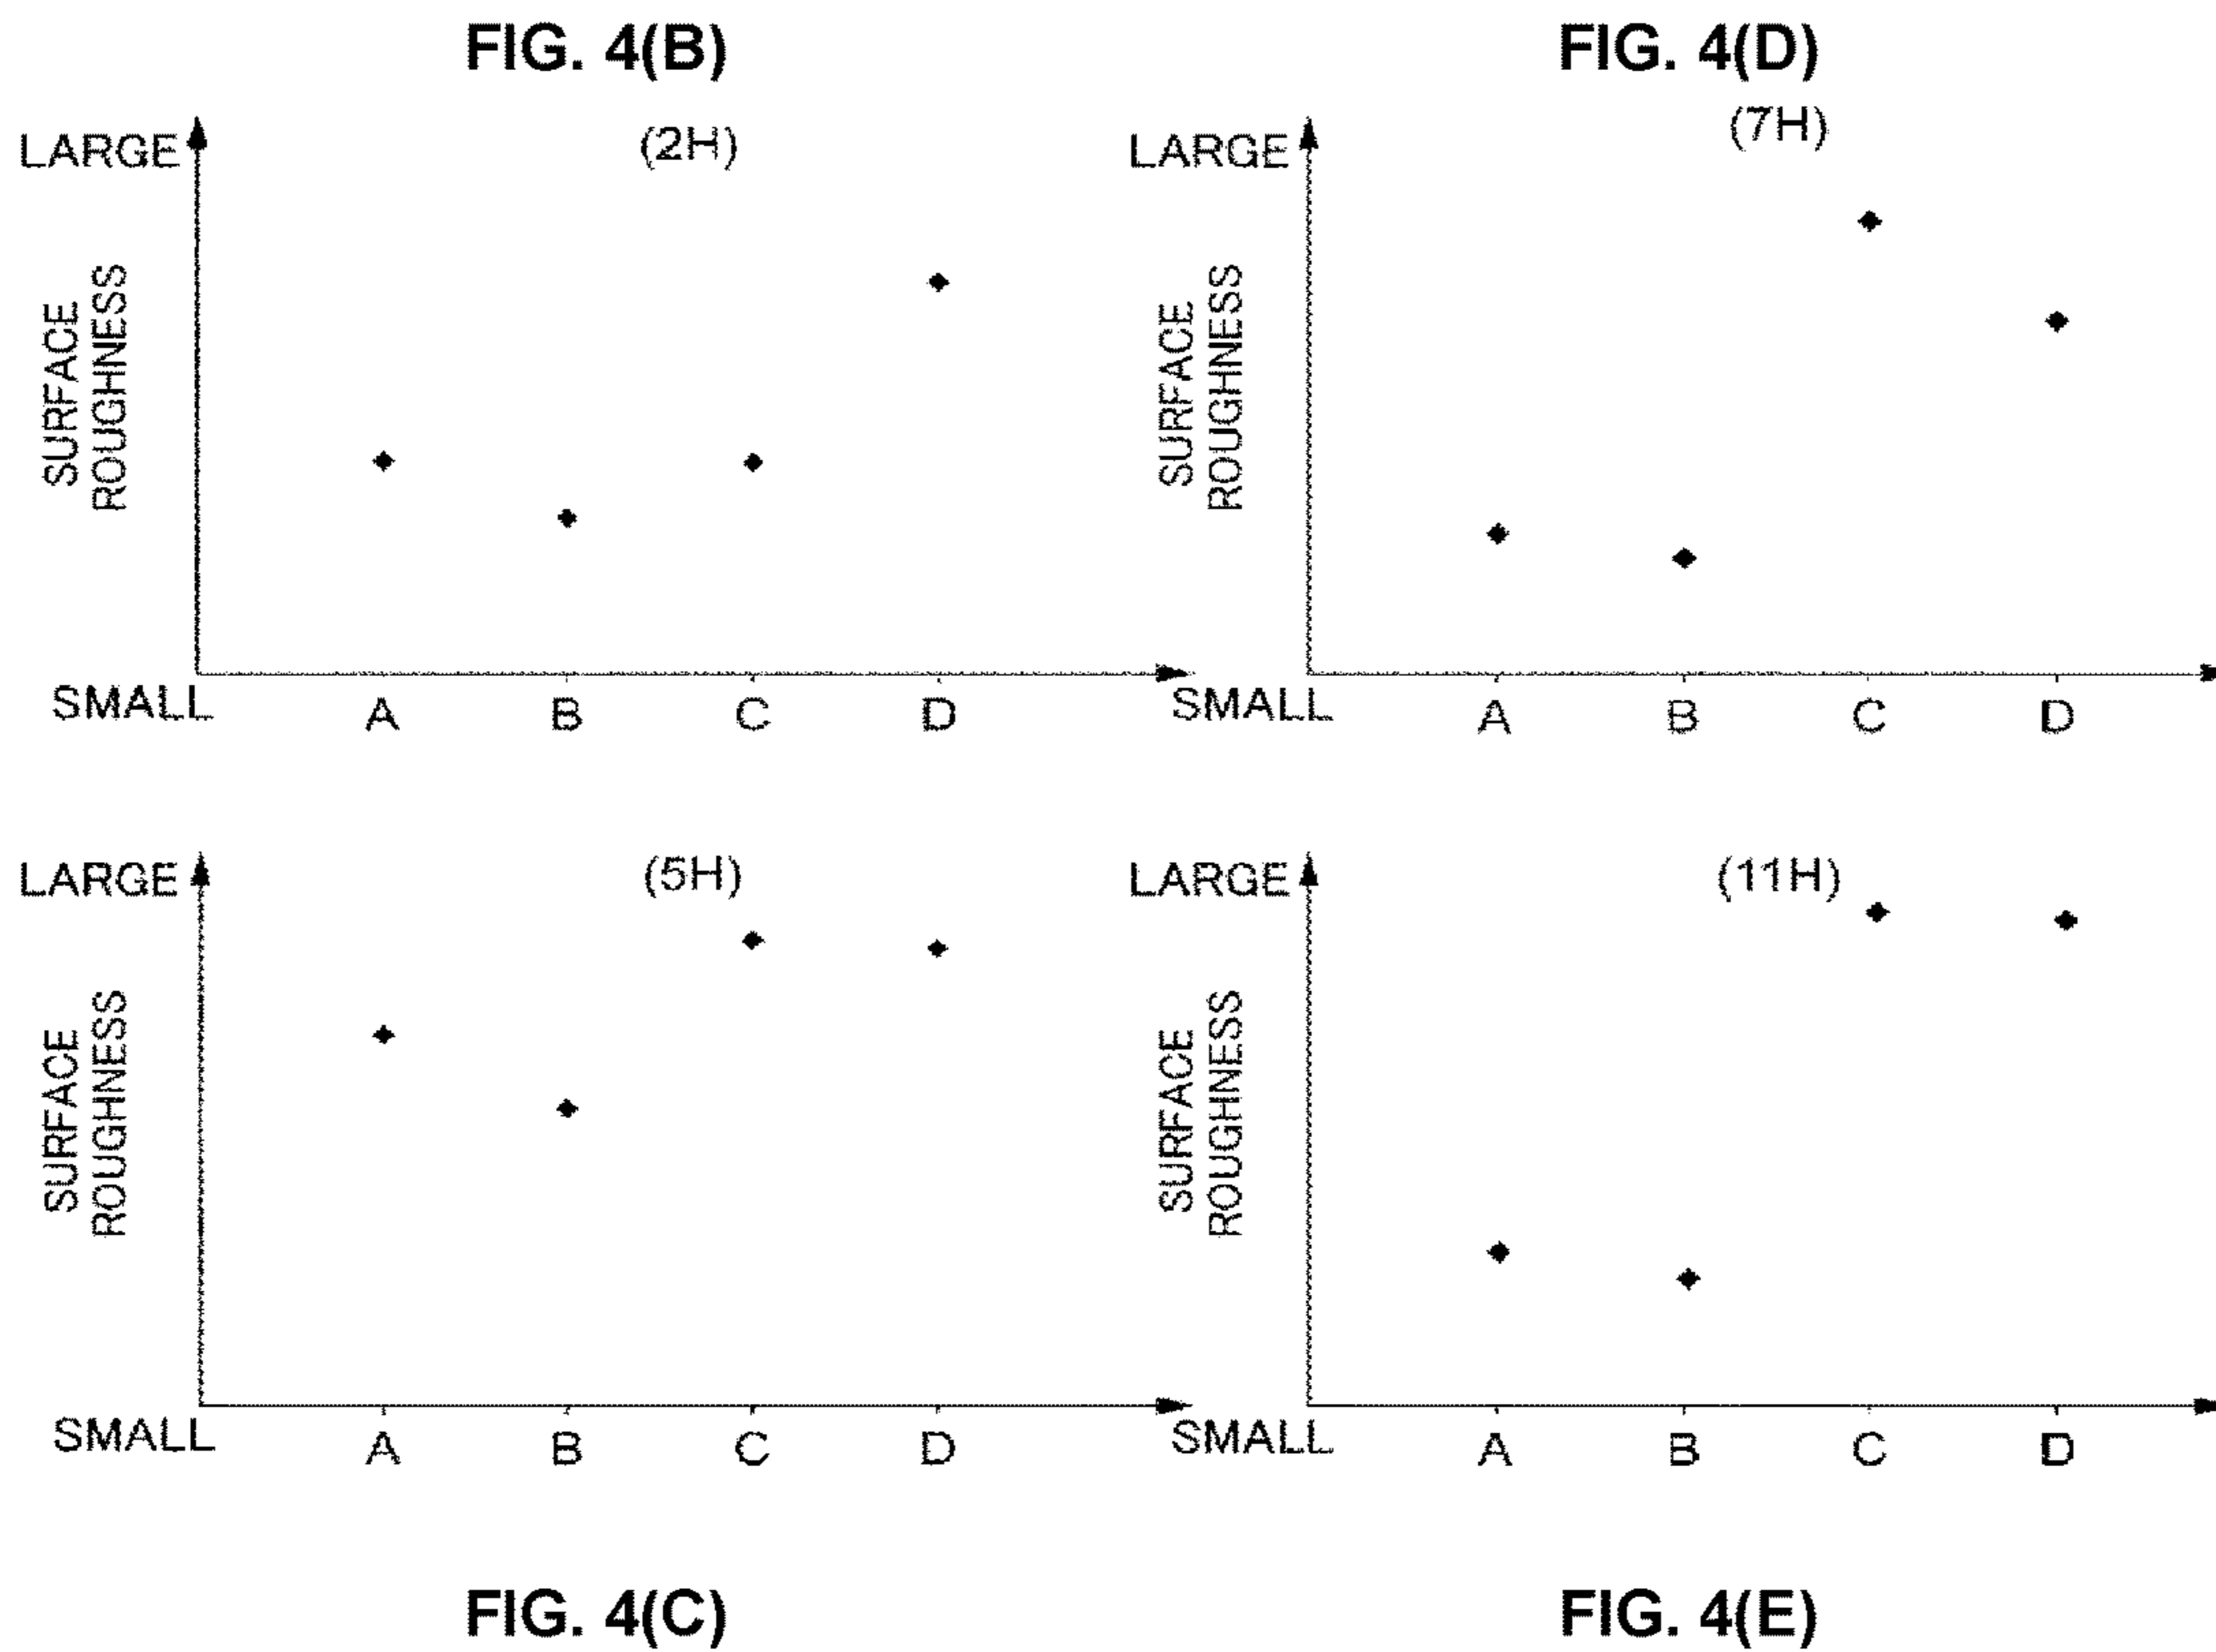 FIG. 4(B)
(2H)
LARGE
SURFACE
ROUGHNESS
SMALL
A B C D
FIG. 4(D)
(7H)
LARGE
SURFACE
ROUGHNESS
SMALL
A B C D
(5H)
LARGE
SURFACE
ROUGHNESS
SMALL
A B C D
FIG. 4(C)
(11H)
LARGE
SURFACE
ROUGHNESS
SMALL
A B C D
FIG. 4(E)